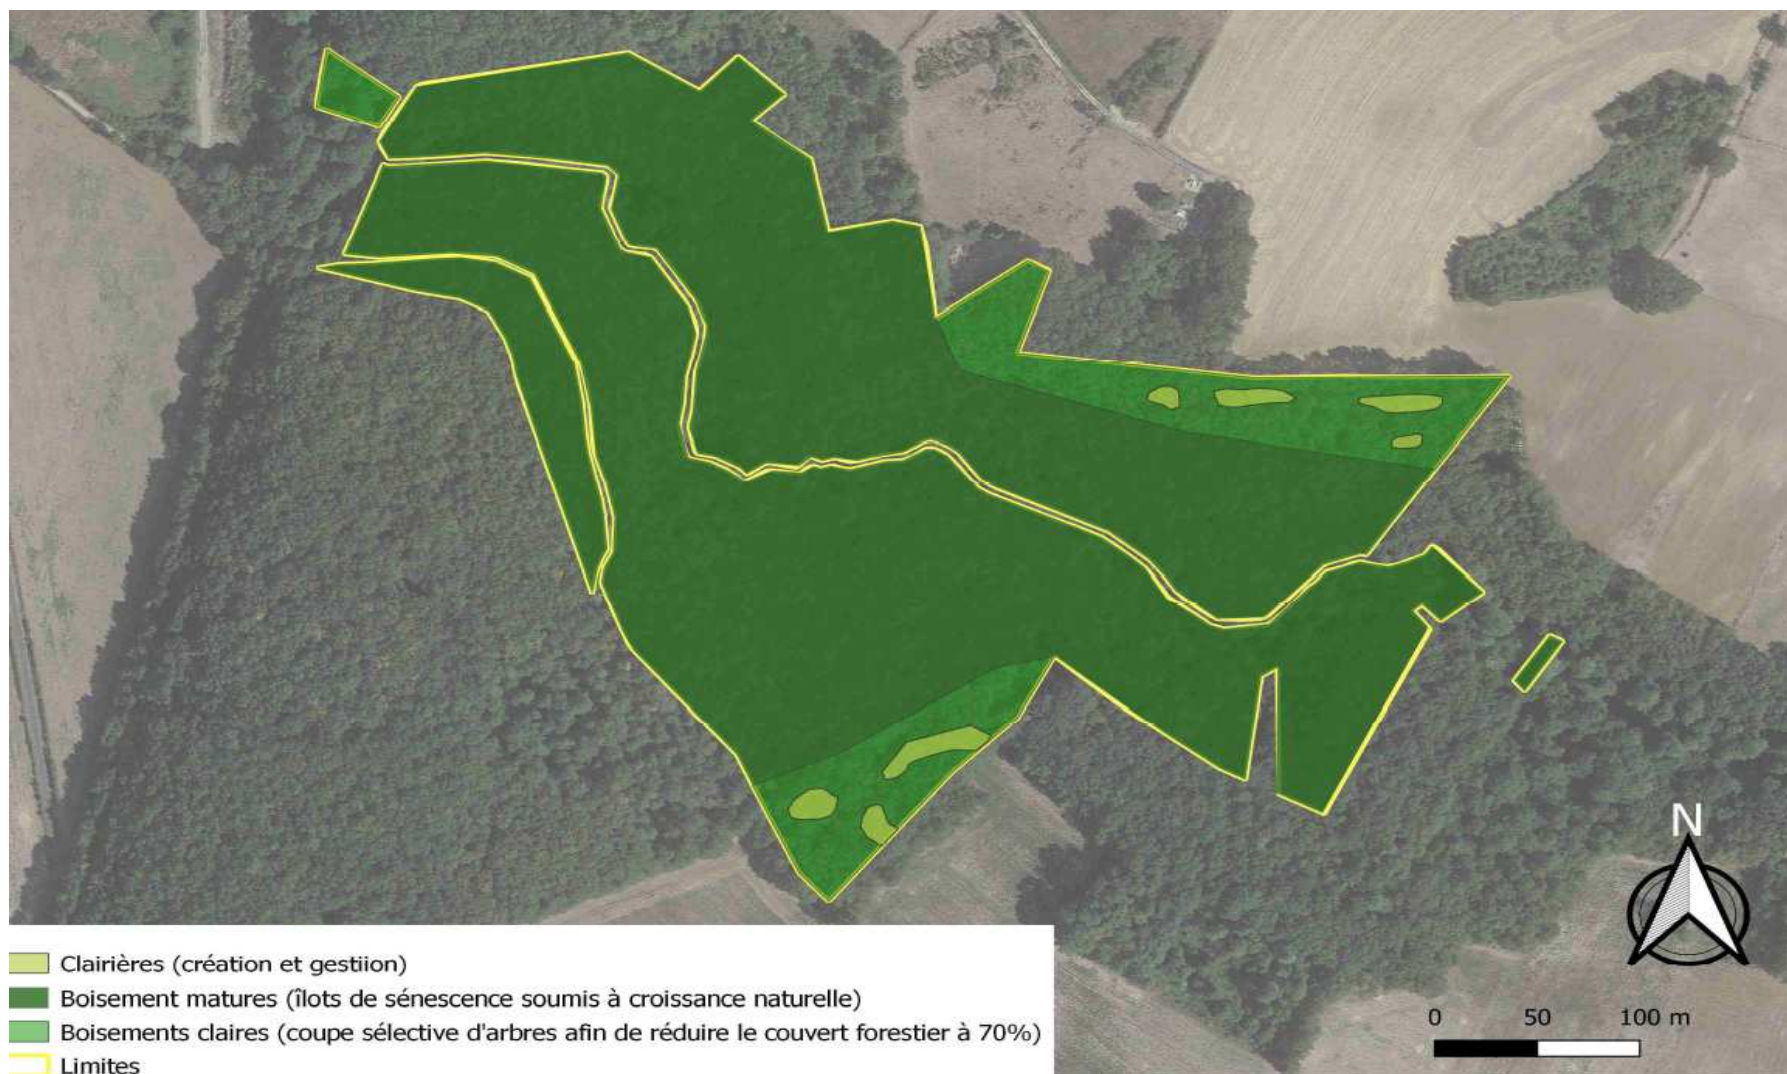 N
0 50 100 m
Clairières (création et gestiion)
Boisement matures (îlots de sénescence soumis à croissance naturelle)
Boisements claires (coupe sélective d'arbres afin de réduire le couvert forestier à 70%)
Limites